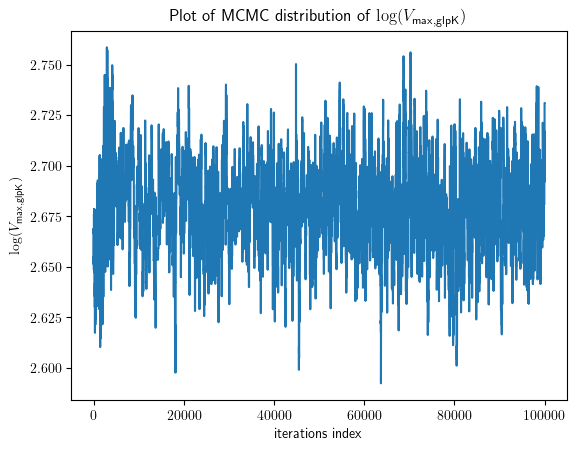 Plot of MCMC distribution of log(V_max,glpK)
2.750
2.725
2.700
2.675
2.650
2.625
2.600
log(V_max,glpK)
0 20000 40000 60000 80000 100000
iterations index